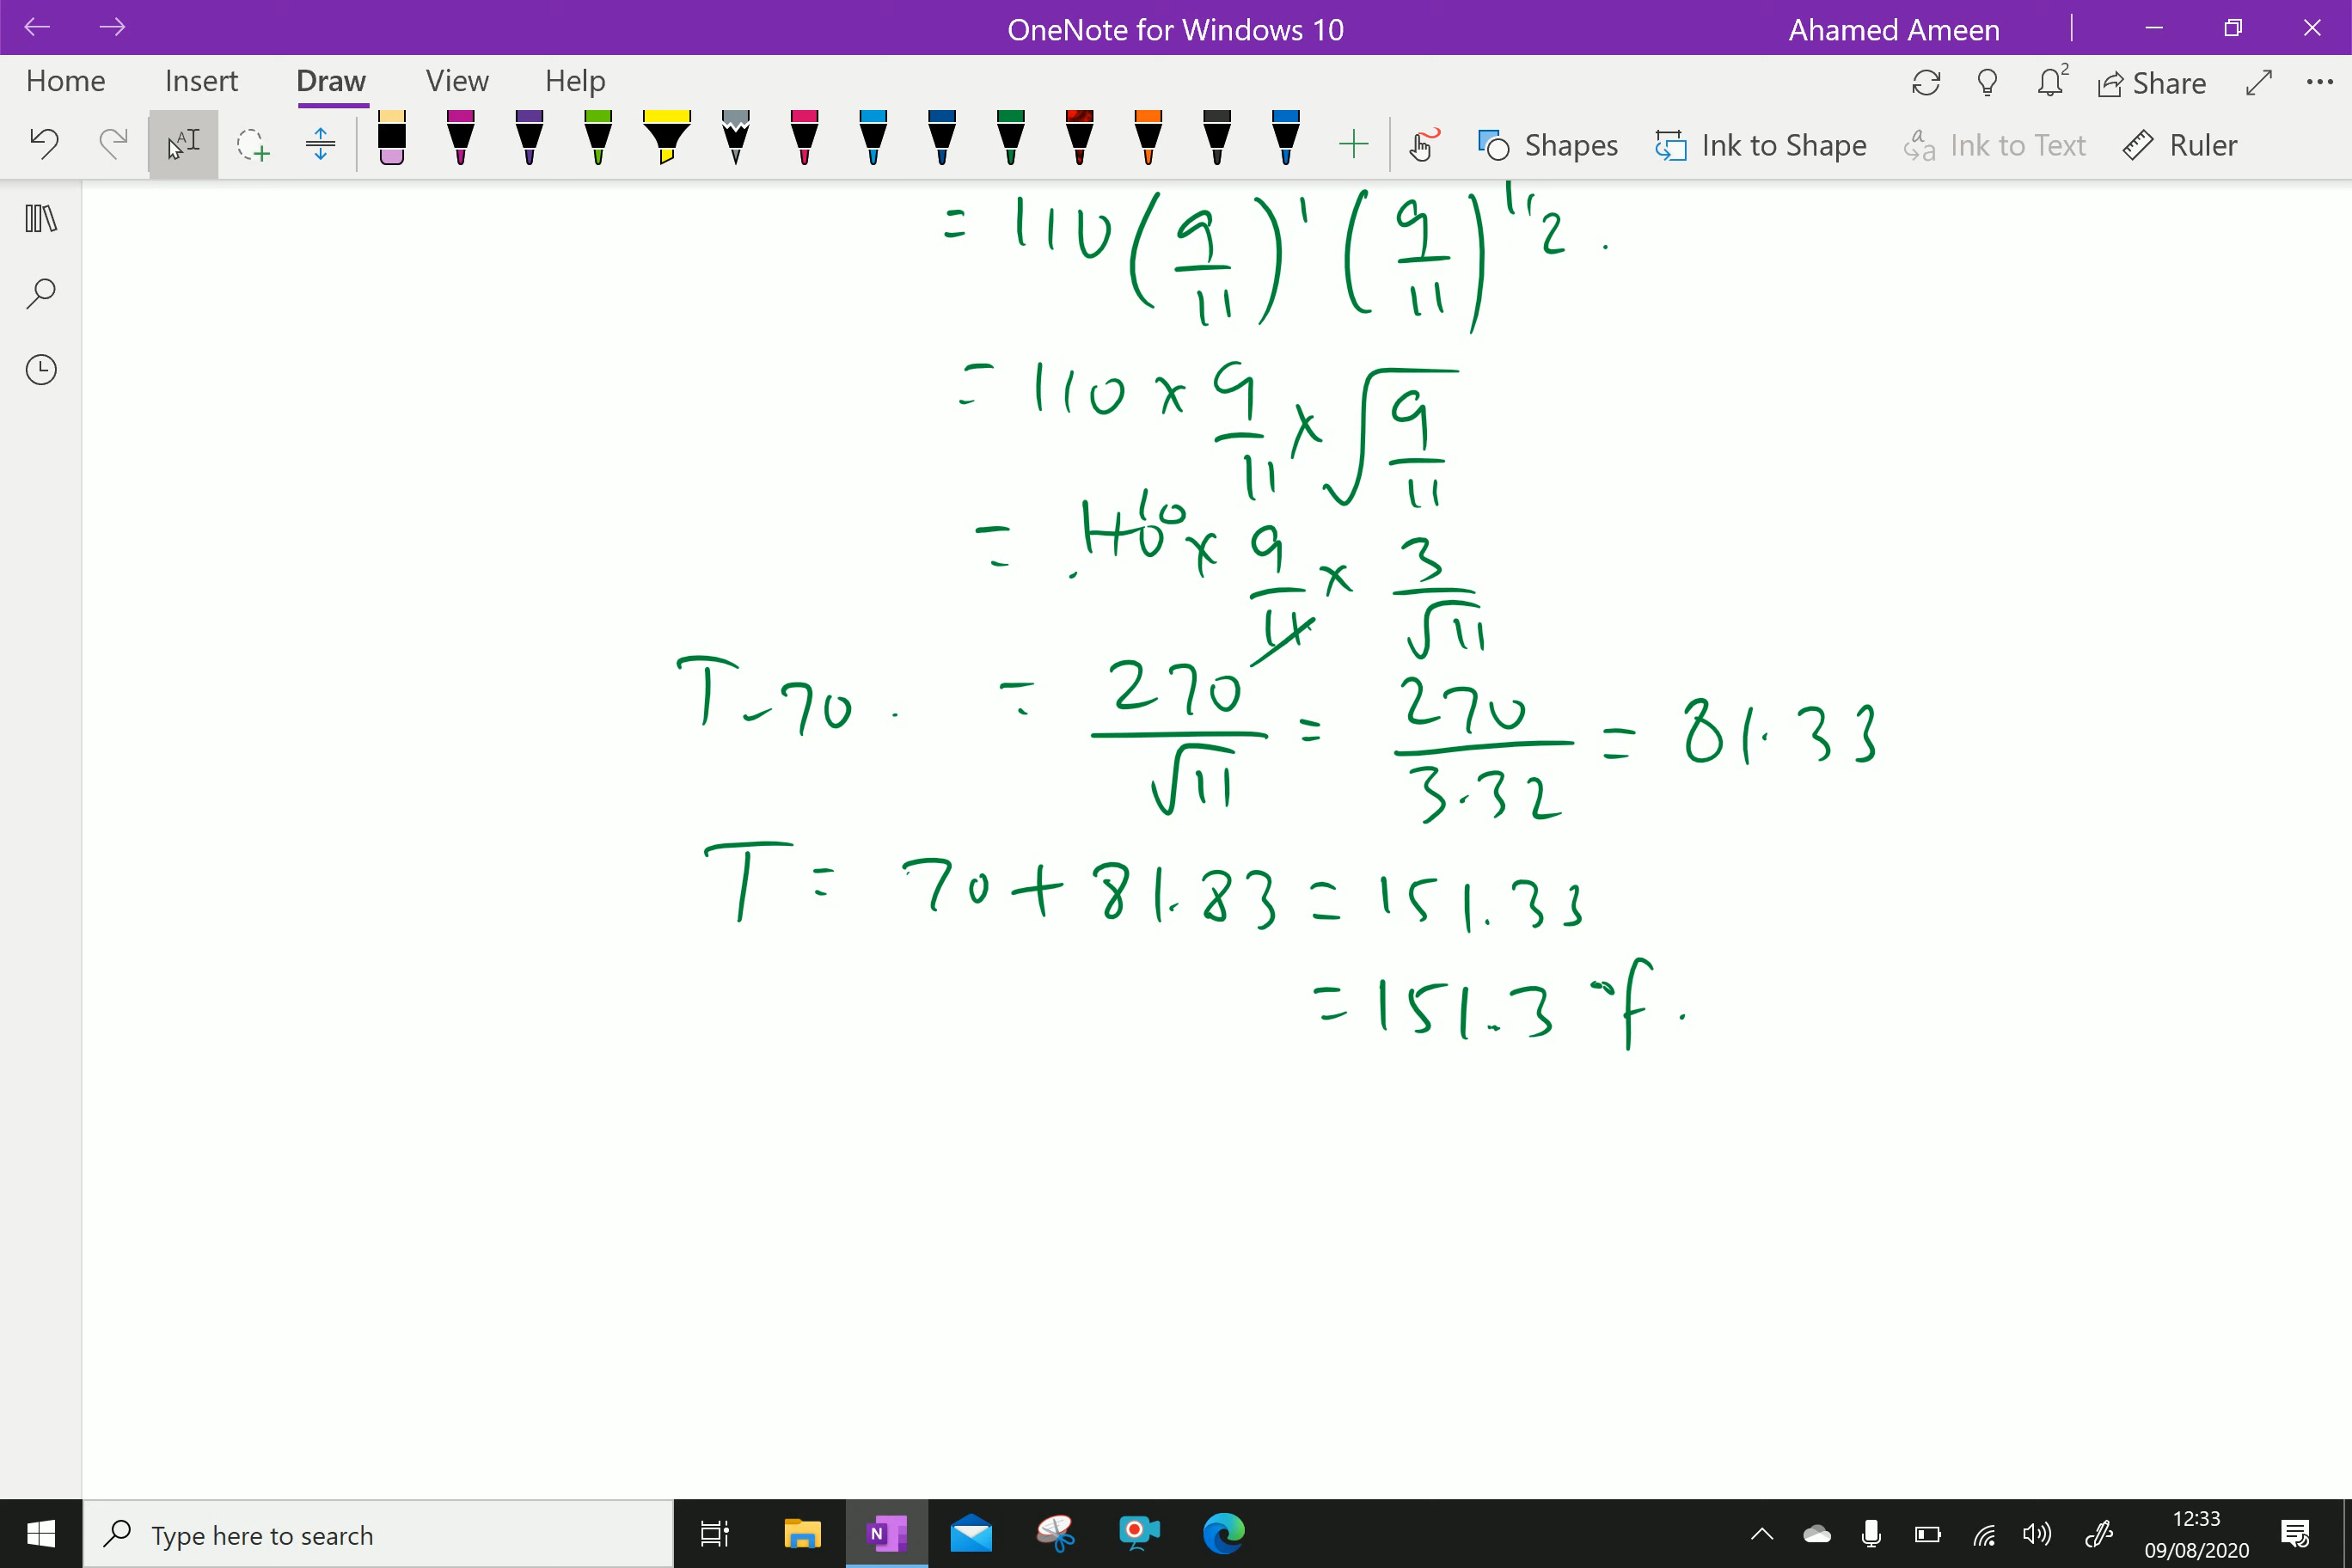 OneNote for Windows 10 Ahamed Ameen
Home Insert Draw View Help 2 Share
Shapes Ink to Shape Ink to Text Ruler
= 110 (9/11)^1 (9/11)^1/2 .
= 110 × 9/11 × √(9/11)
= 110 10 × 9/11 × 3/√11
T - 70 . = 270/√11 = 270/3.32 = 81.33
T = 70 + 81.83 = 151.33
= 151.3 °f .
Type here to search 12:33
09/08/2020